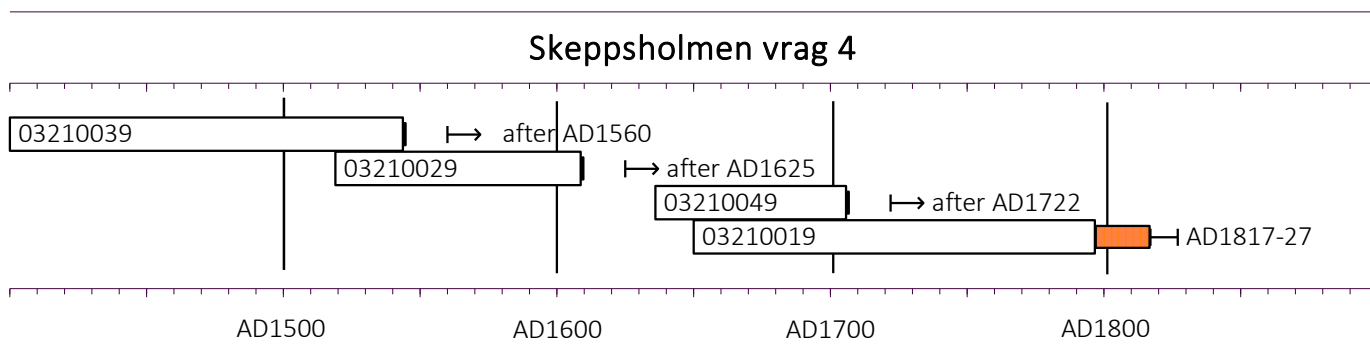 Skeppsholmen vrag 4
03210039 after AD1560
03210029 after AD1625
03210049 after AD1722
03210019 AD1817-27
AD1500 AD1600 AD1700 AD1800